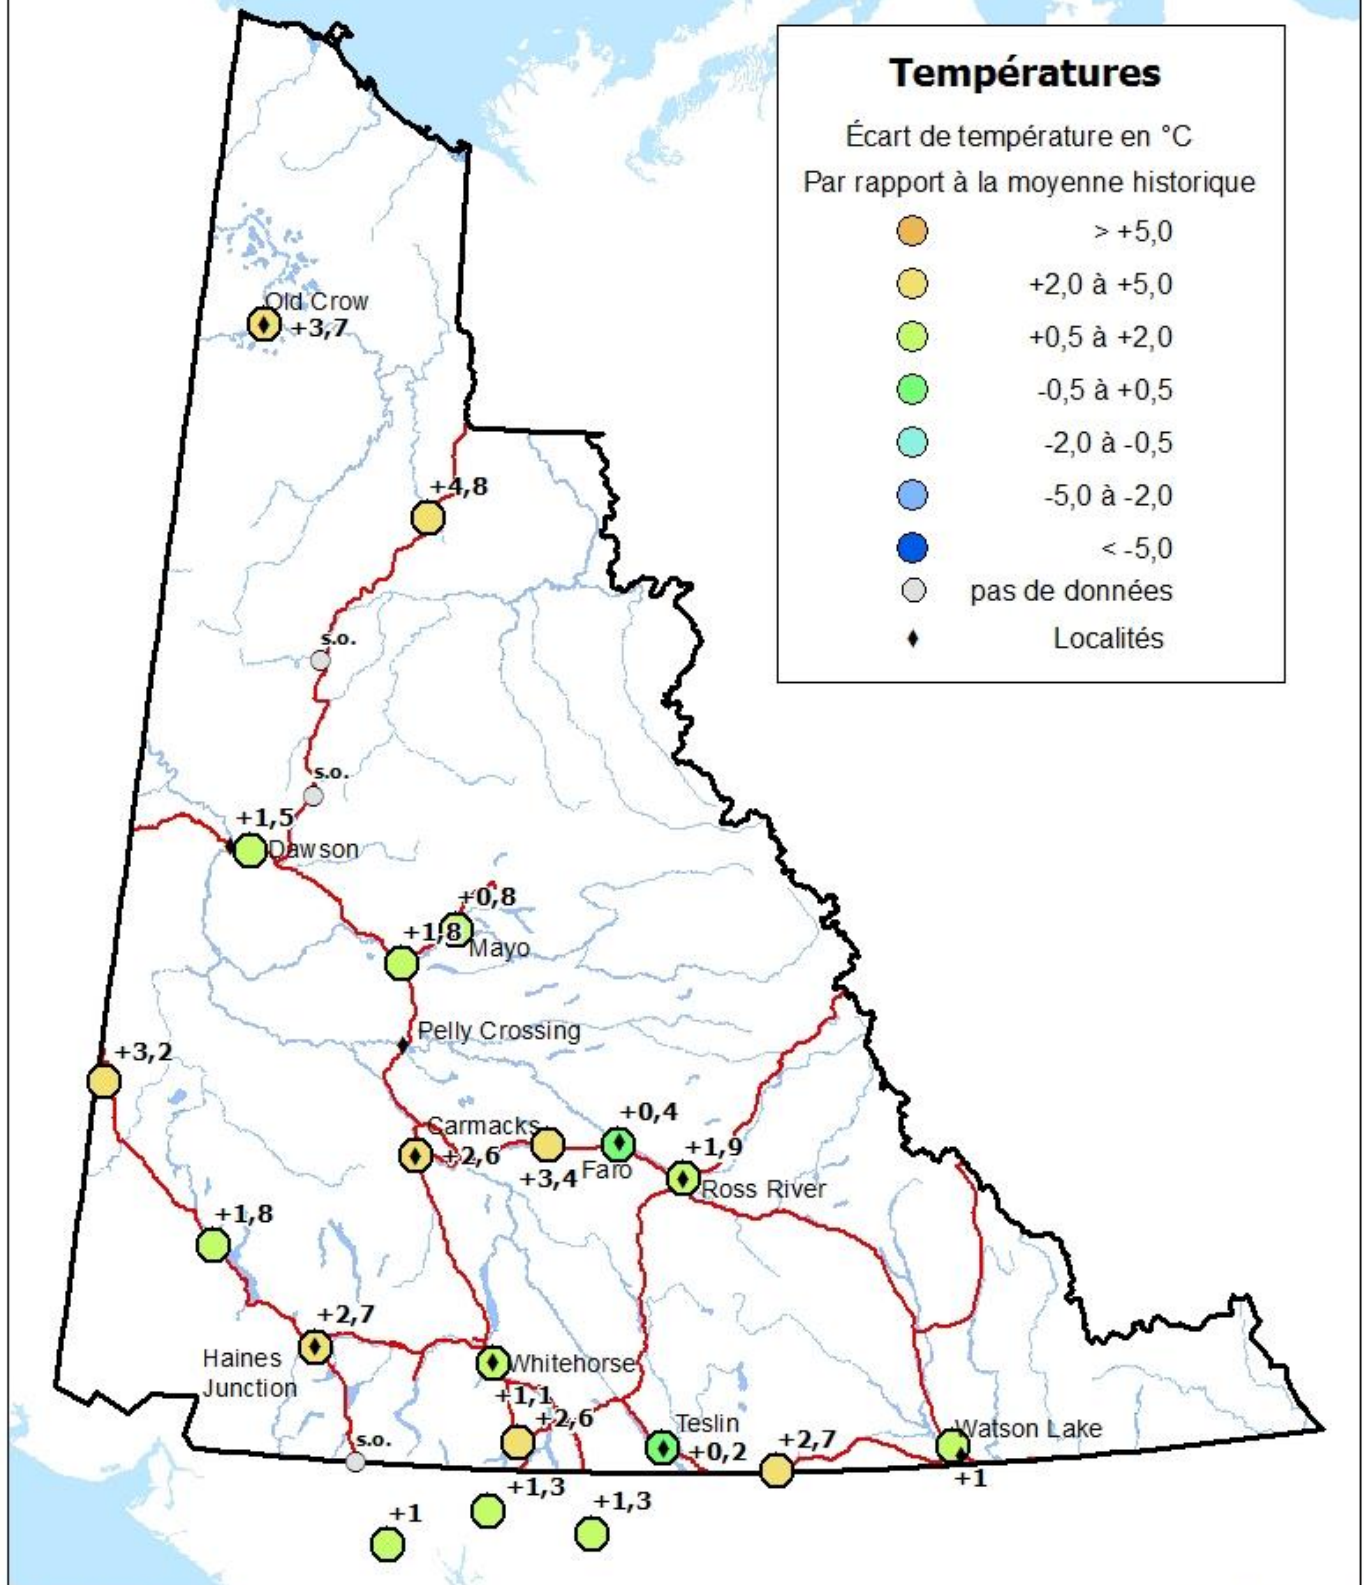 Températures
Écart de température en °C
Par rapport à la moyenne historique
> +5,0
+2,0 à +5,0
+0,5 à +2,0
-0,5 à +0,5
-2,0 à -0,5
-5,0 à -2,0
< -5,0
pas de données
Localités
Old Crow
+3,7
+4,8
s.o.
s.o.
+1,5
Dawson
+0,8
+1,8
Mayo
Pelly Crossing
+3,2
Carmacks
+2,6
+3,4
+0,4
Faro
+1,9
Ross River
+1,8
+2,7
Haines
Junction
Whitehorse
+1,1
+2,6
Teslin
+0,2
+2,7
Watson Lake
+1
s.o.
+1,3
+1,3
+1